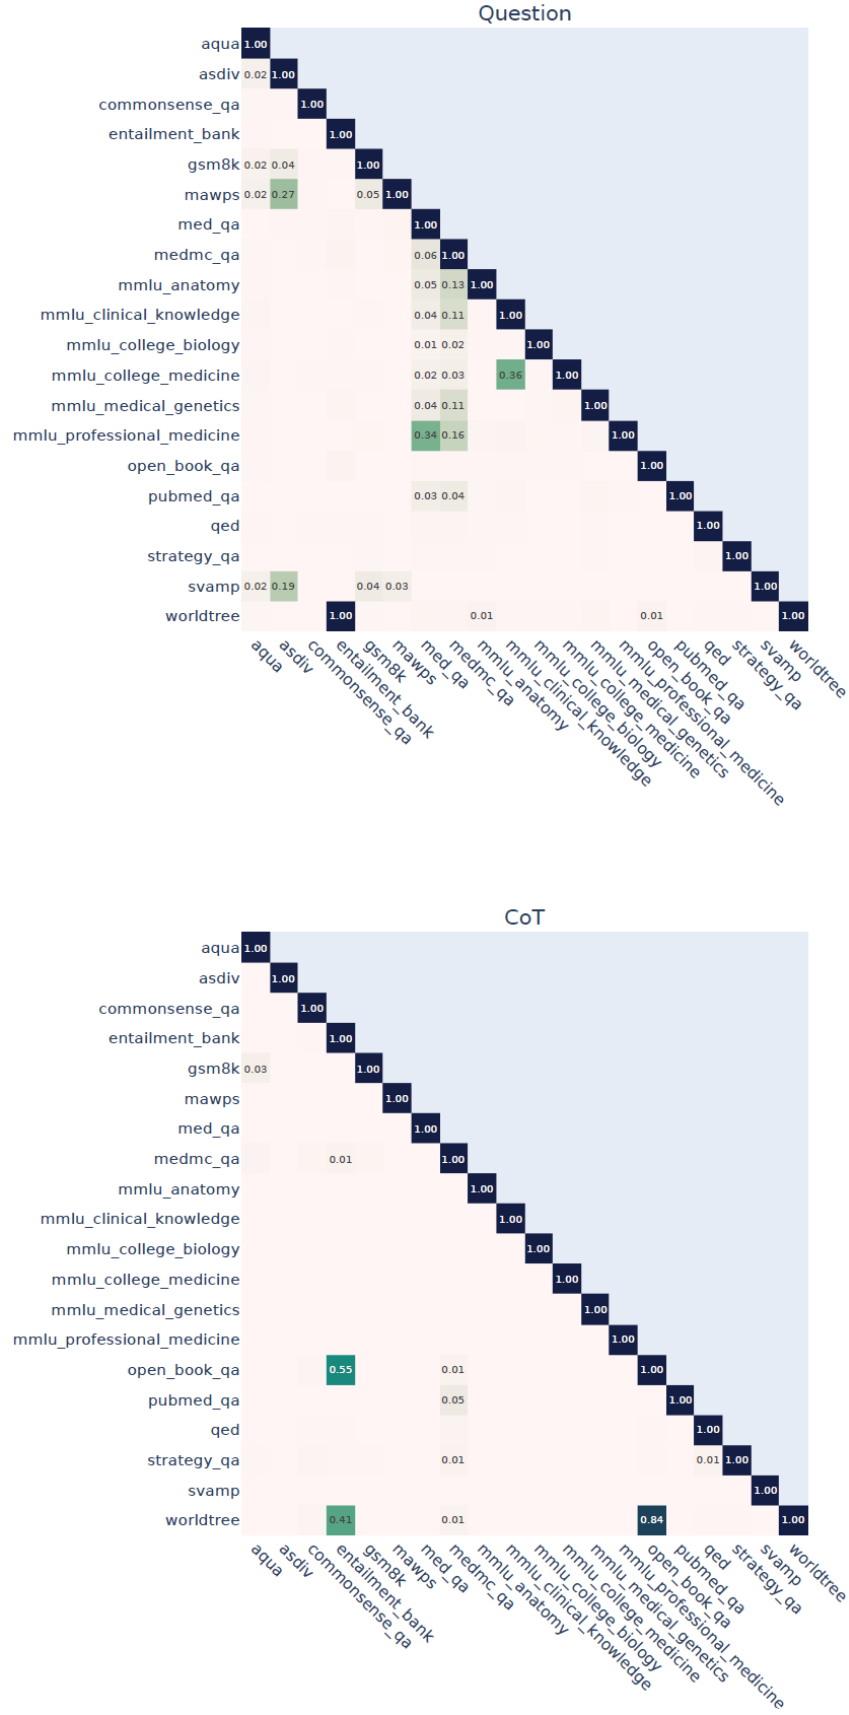 Question
aqua 1.00
asdiv 0.02 1.00
commonsense_qa 1.00
entailment_bank 1.00
gsm8k 0.02 0.04 1.00
mawps 0.02 0.27 0.05 1.00
med_qa 1.00
medmc_qa 0.06 1.00
mmlu_anatomy 0.05 0.13 1.00
mmlu_clinical_knowledge 0.04 0.11 1.00
mmlu_college_biology 0.01 0.02 1.00
mmlu_college_medicine 0.02 0.03 0.36 1.00
mmlu_medical_genetics 0.04 0.11 1.00
mmlu_professional_medicine 0.34 0.16 1.00
open_book_qa 1.00
pubmed_qa 0.03 0.04 1.00
qed 1.00
strategy_qa 1.00
svamp 0.02 0.19 0.04 0.03 1.00
worldtree 1.00 0.01 0.01 1.00
aqua
asdiv
commonsense_qa
entailment_bank
gsm8k
mawps
med_qa
medmc_qa
mmlu_anatomy
mmlu_clinical_knowledge
mmlu_college_biology
mmlu_college_medicine
mmlu_medical_genetics
mmlu_professional_medicine
open_book_qa
pubmed_qa
qed
strategy_qa
svamp
worldtree
CoT
aqua 1.00
asdiv 1.00
commonsense_qa 1.00
entailment_bank 1.00
gsm8k 0.03 1.00
mawps 1.00
med_qa 1.00
medmc_qa 0.01 1.00
mmlu_anatomy 1.00
mmlu_clinical_knowledge 1.00
mmlu_college_biology 1.00
mmlu_college_medicine 1.00
mmlu_medical_genetics 1.00
mmlu_professional_medicine 1.00
open_book_qa 0.55 0.01 1.00
pubmed_qa 0.05 1.00
qed 1.00
strategy_qa 0.01 0.01 1.00
svamp 1.00
worldtree 0.41 0.01 0.84 1.00
aqua
asdiv
commonsense_qa
entailment_bank
gsm8k
mawps
med_qa
medmc_qa
mmlu_anatomy
mmlu_clinical_knowledge
mmlu_college_biology
mmlu_college_medicine
mmlu_medical_genetics
mmlu_professional_medicine
open_book_qa
pubmed_qa
qed
strategy_qa
svamp
worldtree